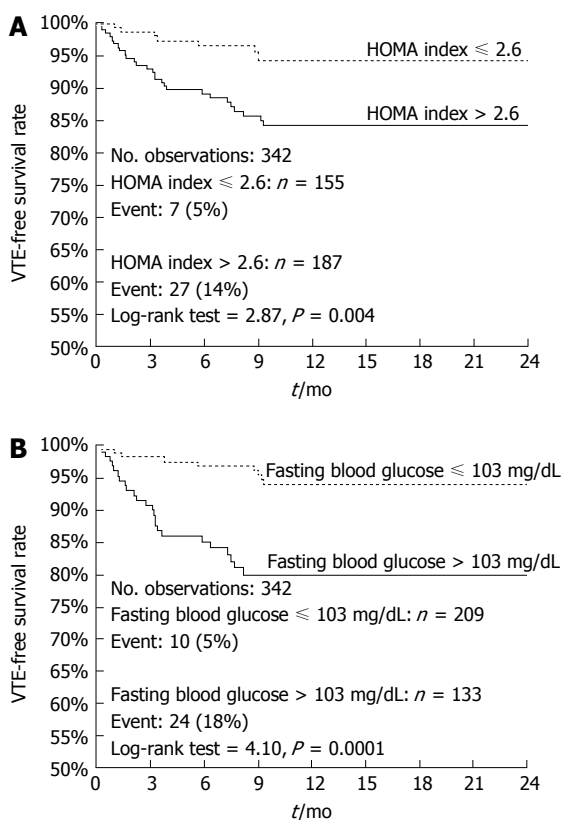 A
VTE-free survival rate
100%
95%
90%
85%
80%
75%
70%
65%
60%
55%
50%
HOMA index ≤ 2.6
HOMA index > 2.6
No. observations: 342
HOMA index ≤ 2.6: n = 155
Event: 7 (5%)
HOMA index > 2.6: n = 187
Event: 27 (14%)
Log-rank test = 2.87, P = 0.004
0 3 6 9 12 15 18 21 24
t/mo
B
VTE-free survival rate
100%
95%
90%
85%
80%
75%
70%
65%
60%
55%
50%
Fasting blood glucose ≤ 103 mg/dL
Fasting blood glucose > 103 mg/dL
No. observations: 342
Fasting blood glucose ≤ 103 mg/dL: n = 209
Event: 10 (5%)
Fasting blood glucose > 103 mg/dL: n = 133
Event: 24 (18%)
Log-rank test = 4.10, P = 0.0001
0 3 6 9 12 15 18 21 24
t/mo